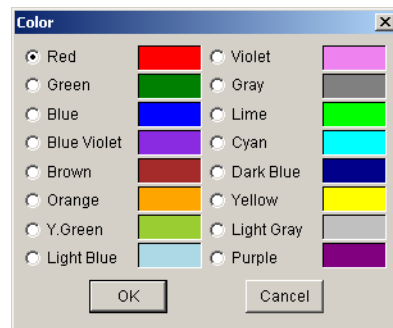 Color
Red Violet
Green Gray
Blue Lime
Blue Violet Cyan
Brown Dark Blue
Orange Yellow
Y.Green Light Gray
Light Blue Purple
OK Cancel